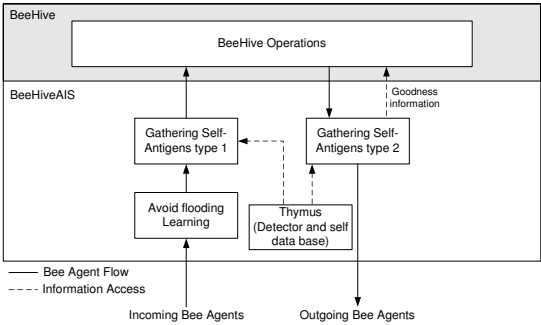 BeeHive
BeeHive Operations
BeeHiveAIS
Goodness
information
Gathering Self-
Antigens type 1
Gathering Self-
Antigens type 2
Avoid flooding
Learning
Thymus
(Detector and self
data base)
Bee Agent Flow
Information Access
Incoming Bee Agents
Outgoing Bee Agents